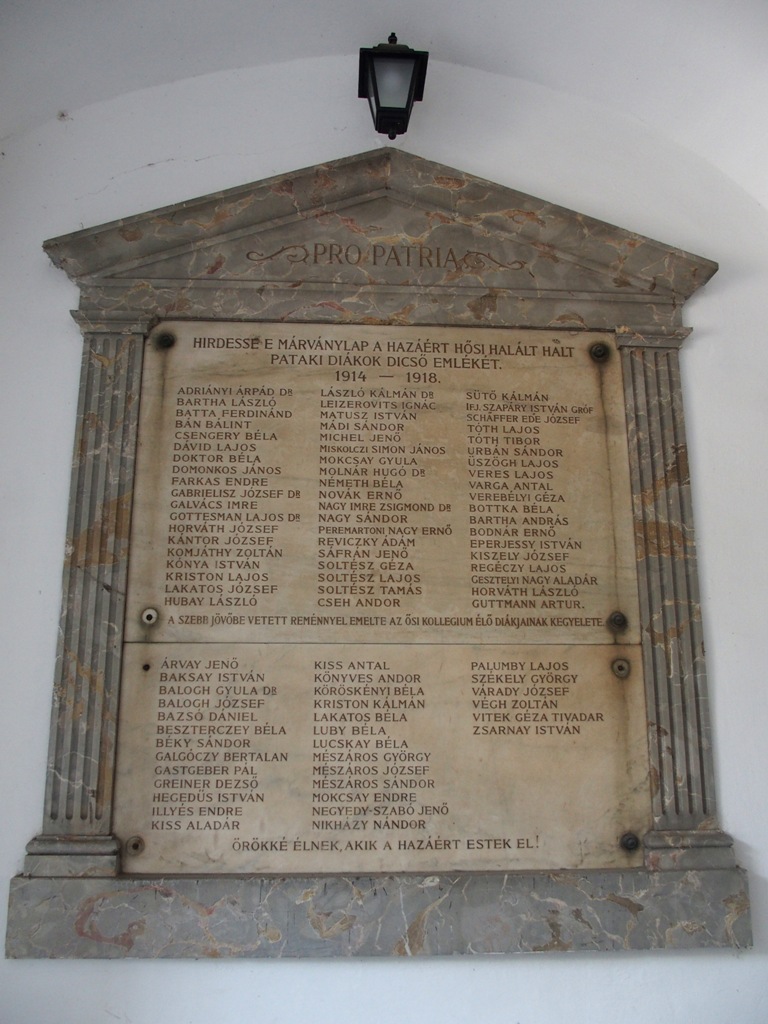 PRO PATRIA
HIRDESSE E MÁRVÁNYLAP A HAZÁÉRT HŐSI HALÁLT HALT
PATAKI DIÁKOK DICSŐ EMLÉKÉT.
1914 — 1918.
ADRIÁNYI ÁRPÁD DR
BARTHA LÁSZLÓ
BATTA FERDINÁND
BÁN BÁLINT
CSENGERY BÉLA
DÁVID LAJOS
DOKTOR BÉLA
DOMONKOS JÁNOS
FARKAS ENDRE
GABRIELISZ JÓZSEF DR
GALVÁCS IMRE
GOTTESMAN LAJOS DR
HORVÁTH JÓZSEF
KÁNTOR JÓZSEF
KOMJÁTHY ZOLTÁN
KÓNYA ISTVÁN
KRISTON LAJOS
LAKATOS JÓZSEF
HUBAY LÁSZLÓ
LÁSZLÓ KÁLMÁN DR
LEIZEROVITS IGNÁC
MATUSZ ISTVÁN
MÁDI SÁNDOR
MICHEL JENŐ
MISKOLCZI SIMON JÁNOS
MOKCSAY GYULA
MOLNÁR HUGÓ DR
NÉMETH BÉLA
NOVÁK ERNŐ
NAGY IMRE ZSIGMOND DR
NAGY SÁNDOR
PEREMARTONI NAGY ERNŐ
REVICZKY ÁDÁM
SÁFRÁN JENŐ
SOLTÉSZ GÉZA
SOLTÉSZ LAJOS
SOLTÉSZ TAMÁS
CSEH ANDOR
SÜTŐ KÁLMÁN
IFJ. SZAPÁRY ISTVÁN GRÓF
SCHÄFFER EDE JÓZSEF
TÓTH LAJOS
TÓTH TIBOR
URBÁN SÁNDOR
ÜSZÖGH LAJOS
VERES LAJOS
VARGA ANTAL
VEREBÉLYI GÉZA
BOTTKA BÉLA
BARTHA ANDRÁS
BODNÁR ERNŐ
EPERJESSY ISTVÁN
KISZELY JÓZSEF
REGÉCZY LAJOS
GESZTELYI NAGY ALADÁR
HORVÁTH LÁSZLÓ
GUTTMANN ARTUR.
A SZEBB JÖVŐBE VETETT REMÉNNYEL EMELTE AZ ŐSI KOLLEGIUM ÉLŐ DIÁKJAINAK KEGYELETE.
ÁRVAY JENŐ
BAKSAY ISTVÁN
BALOGH GYULA DR
BALOGH JÓZSEF
BAZSÓ DÁNIEL
BESZTERCZEY BÉLA
BÉKY SÁNDOR
GALGÓCZY BERTALAN
GASTGEBER PÁL
GREINER DEZSŐ
HEGEDŰS ISTVÁN
ILLYÉS ENDRE
KISS ALADÁR
KISS ANTAL
KÖNYVES ANDOR
KÖRÖSKÉNYI BÉLA
KRISTON KÁLMÁN
LAKATOS BÉLA
LUBY BÉLA
LUCSKAY BÉLA
MÉSZÁROS GYÖRGY
MÉSZÁROS JÓZSEF
MÉSZÁROS SÁNDOR
MOKCSAY ENDRE
NEGYEDY-SZABÓ JENŐ
NIKHÁZY NÁNDOR
PALUMBY LAJOS
SZÉKELY GYÖRGY
VÁRADY JÓZSEF
VÉGH ZOLTÁN
VITEK GÉZA TIVADAR
ZSARNAY ISTVÁN
ÖRÖKKÉ ÉLNEK, AKIK A HAZÁÉRT ESTEK EL!